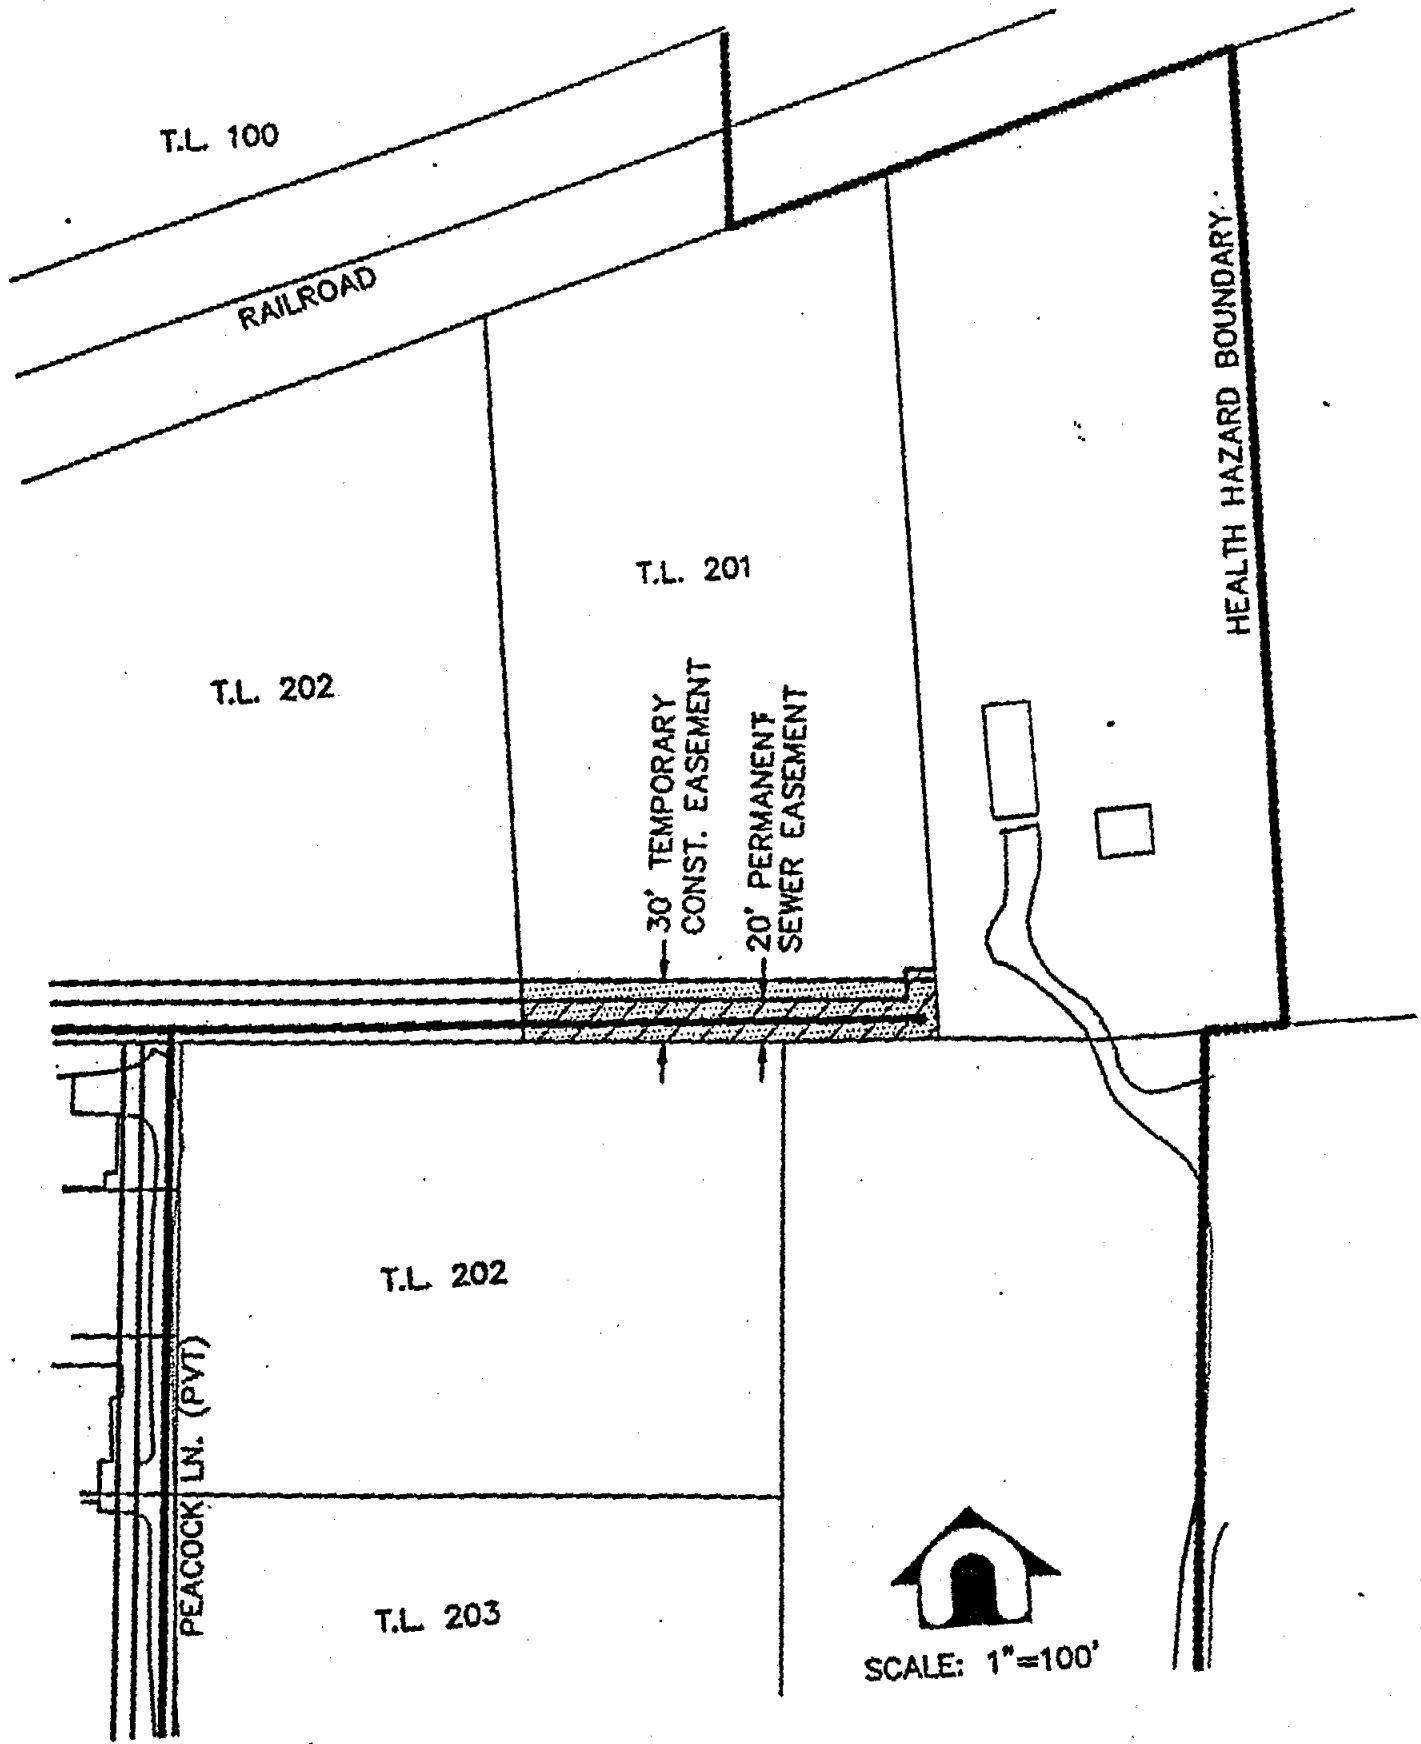 T.L. 100
RAILROAD
HEALTH HAZARD BOUNDARY
T.L. 201
T.L. 202
30' TEMPORARY
CONST. EASEMENT
20' PERMANENT
SEWER EASEMENT
T.L. 202
PEACOCK LN. (PVT)
T.L. 203
SCALE: 1"=100'